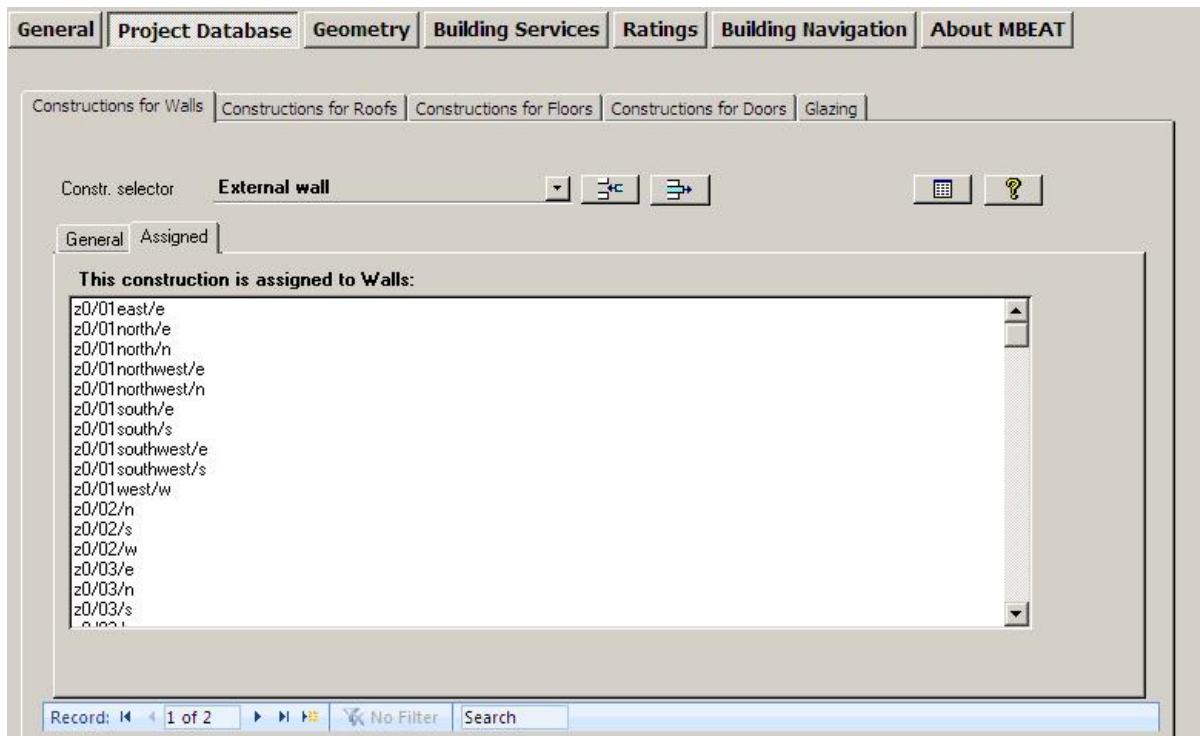 General Project Database Geometry Building Services Ratings Building Navigation About MBEAT
Constructions for Walls Constructions for Roofs Constructions for Floors Constructions for Doors Glazing
Constr. selector External wall
General Assigned
This construction is assigned to Walls:
z0/01east/e
z0/01north/e
z0/01north/n
z0/01northwest/e
z0/01northwest/n
z0/01south/e
z0/01south/s
z0/01southwest/e
z0/01southwest/s
z0/01west/w
z0/02/n
z0/02/s
z0/02/w
z0/03/e
z0/03/n
z0/03/s
Record: 1 of 2 No Filter Search